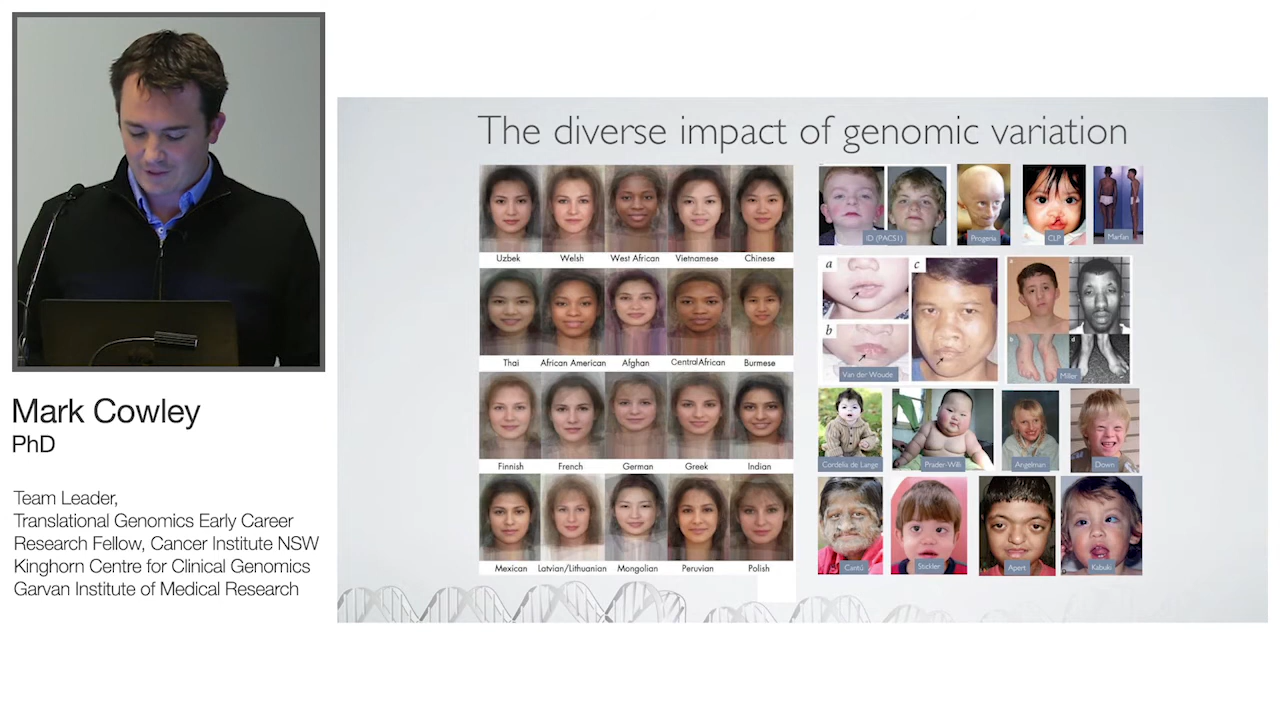 Mark Cowley
PhD
Team Leader,
Translational Genomics Early Career
Research Fellow, Cancer Institute NSW
Kinghorn Centre for Clinical Genomics
Garvan Institute of Medical Research
The diverse impact of genomic variation
Uzbek Welsh West African Vietnamese Chinese
Thai African American Afghan Central African Burmese
Finnish French German Greek Indian
Mexican Latvian/Lithuanian Mongolian Peruvian Polish
ID (PACS1) Progeria CLP Marfan
a c a
b b d
Van der Woude Miller
Cordelia de Lange Prader-Willi Angelman Down
Cantú Stickler Apert Kabuki